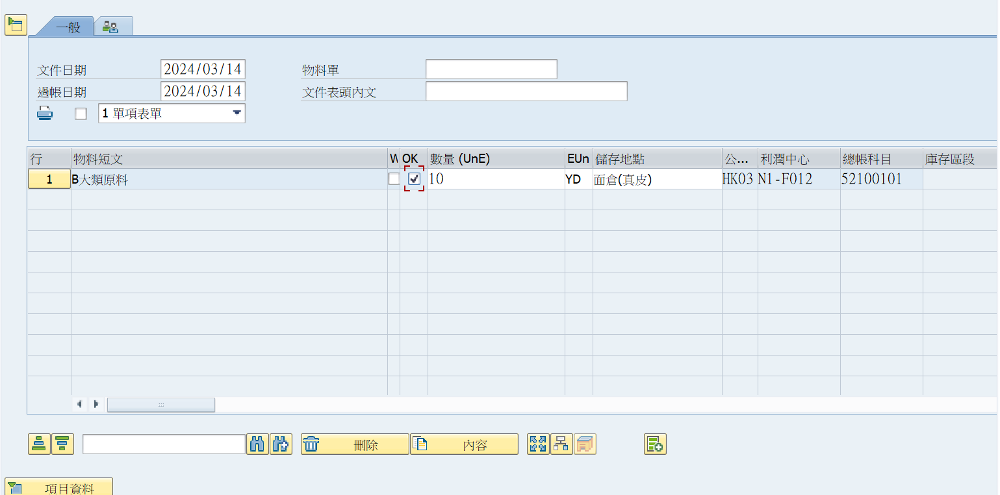 一般
文件日期 2024/03/14 物料單
過帳日期 2024/03/14 文件表頭內文
1 單項表單
行 物料短文 W OK 數量 (UnE) EUn 儲存地點 公... 利潤中心 總帳科目 庫存區段
1 B大類原料 10 YD 面倉(真皮) HK03 N1-F012 52100101
刪除 內容
項目資料